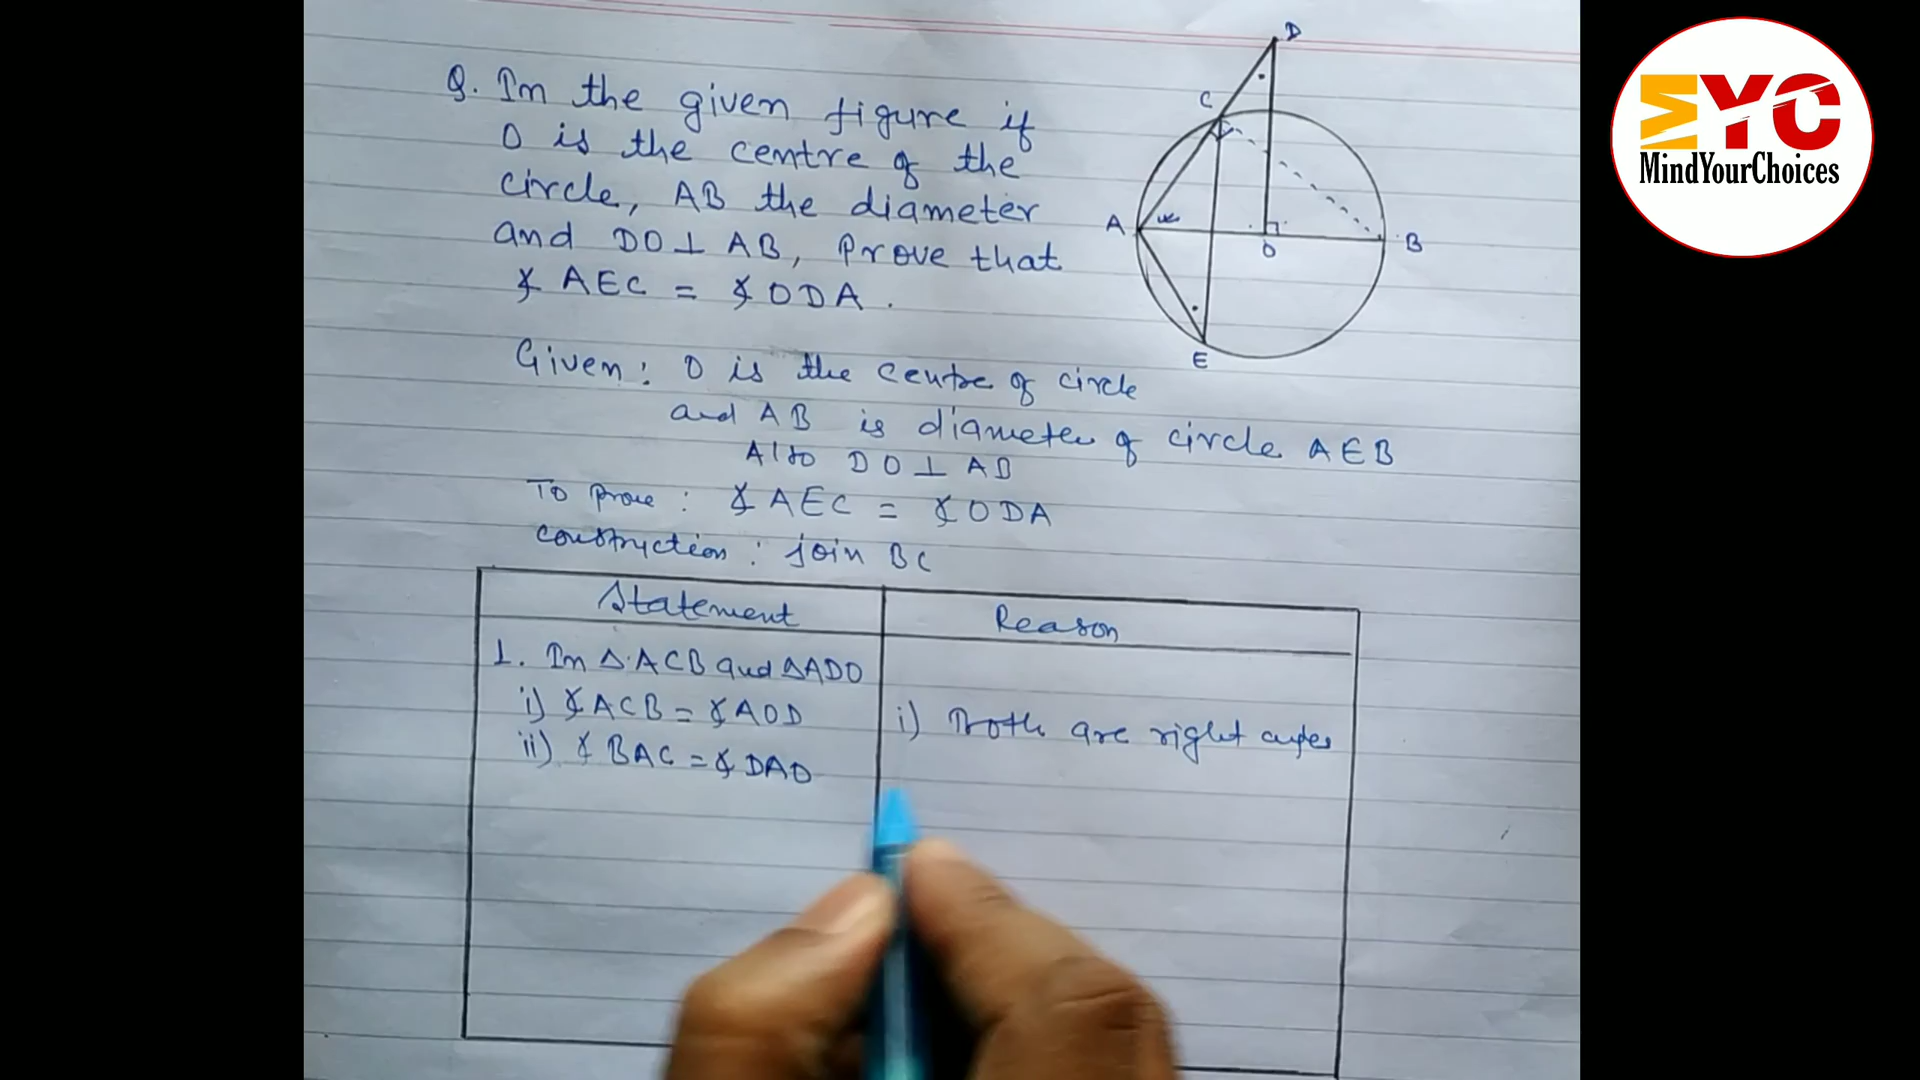 Q. In the given figure if
O is the centre of the
circle, AB the diameter
and DO ⊥ AB, Prove that
∡ AEC = ∡ ODA.
D
C
A
O
B
E
Given: O is the centre of circle
and AB is diameter of circle AEB
Also DO ⊥ AB
To prove: ∡ AEC = ∡ ODA
Construction: join BC
Statement
Reason
1. In Δ ACB and ΔADO
i) ∡ ACB = ∡ AOD
i) Both are right angles
ii) ∡ BAC = ∡ DAO
MYC
MindYourChoices